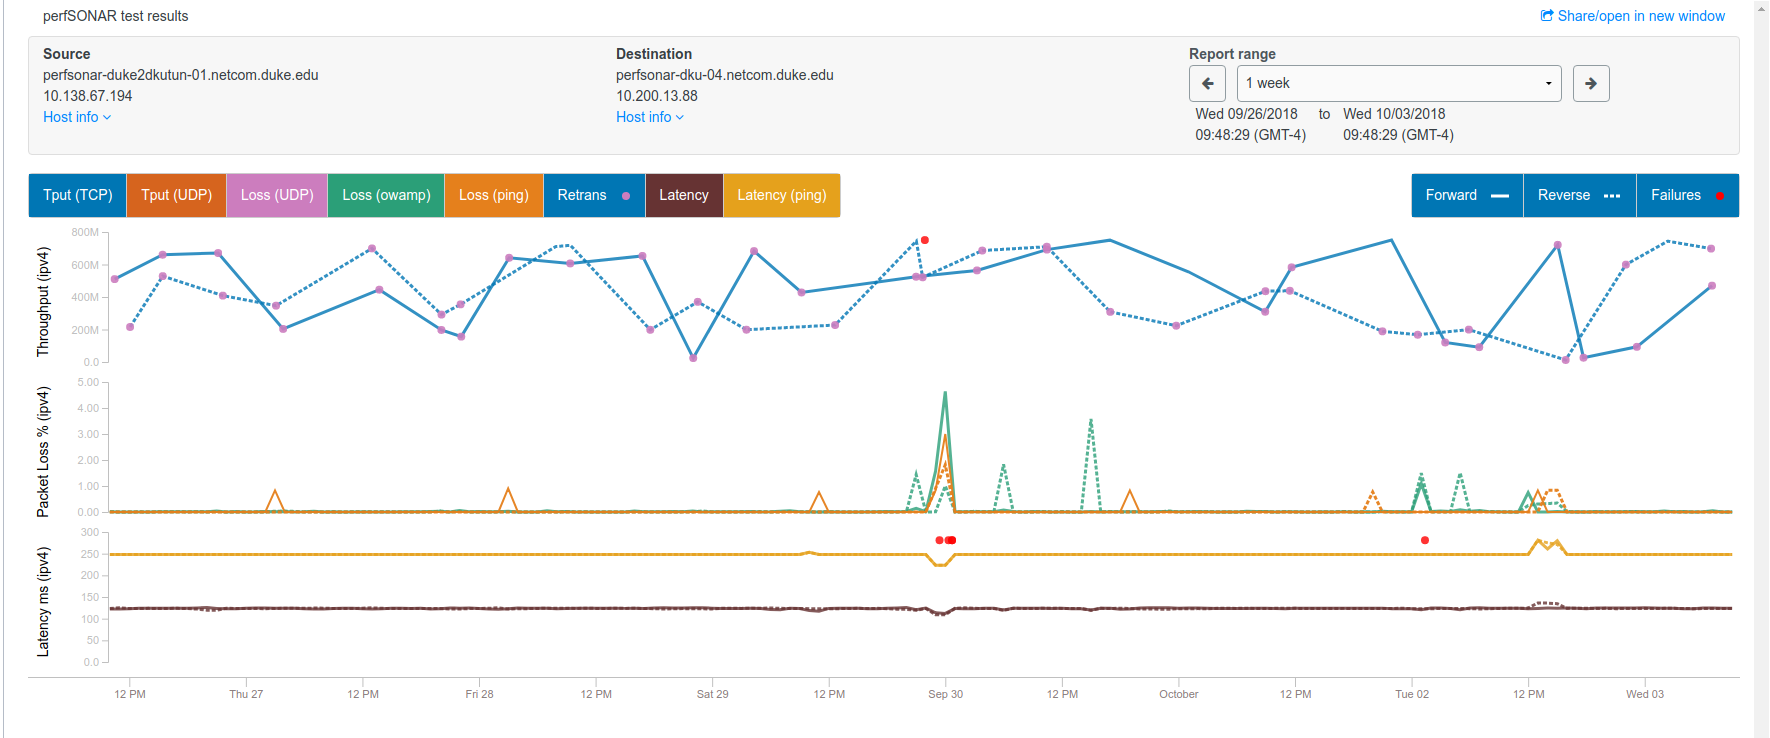 perfSONAR test results
Share/open in new window
Source
perfsonar-duke2dkutun-01.netcom.duke.edu
10.138.67.194
Host info
Destination
perfsonar-dku-04.netcom.duke.edu
10.200.13.88
Host info
Report range
1 week
Wed 09/26/2018 to Wed 10/03/2018
09:48:29 (GMT-4) 09:48:29 (GMT-4)
Tput (TCP) Tput (UDP) Loss (UDP) Loss (owamp) Loss (ping) Retrans Latency Latency (ping)
Forward Reverse Failures
Throughput (ipv4)
800M
600M
400M
200M
0.0
Packet Loss % (ipv4)
5.00
4.00
3.00
2.00
1.00
0.00
Latency ms (ipv4)
300
250
200
150
100
50
0.0
12 PM Thu 27 12 PM Fri 28 12 PM Sat 29 12 PM Sep 30 12 PM October 12 PM Tue 02 12 PM Wed 03